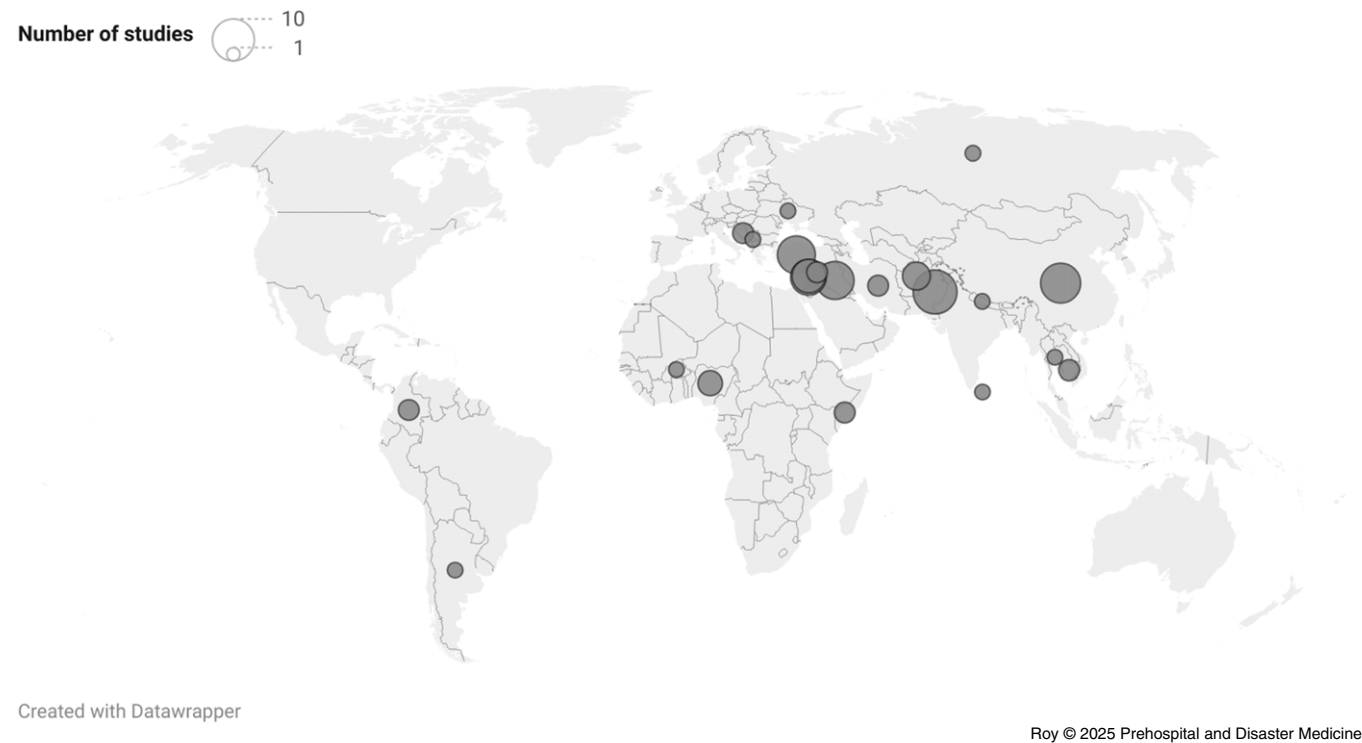 Number of studies
10
1
Created with Datawrapper
Roy © 2025 Prehospital and Disaster Medicine